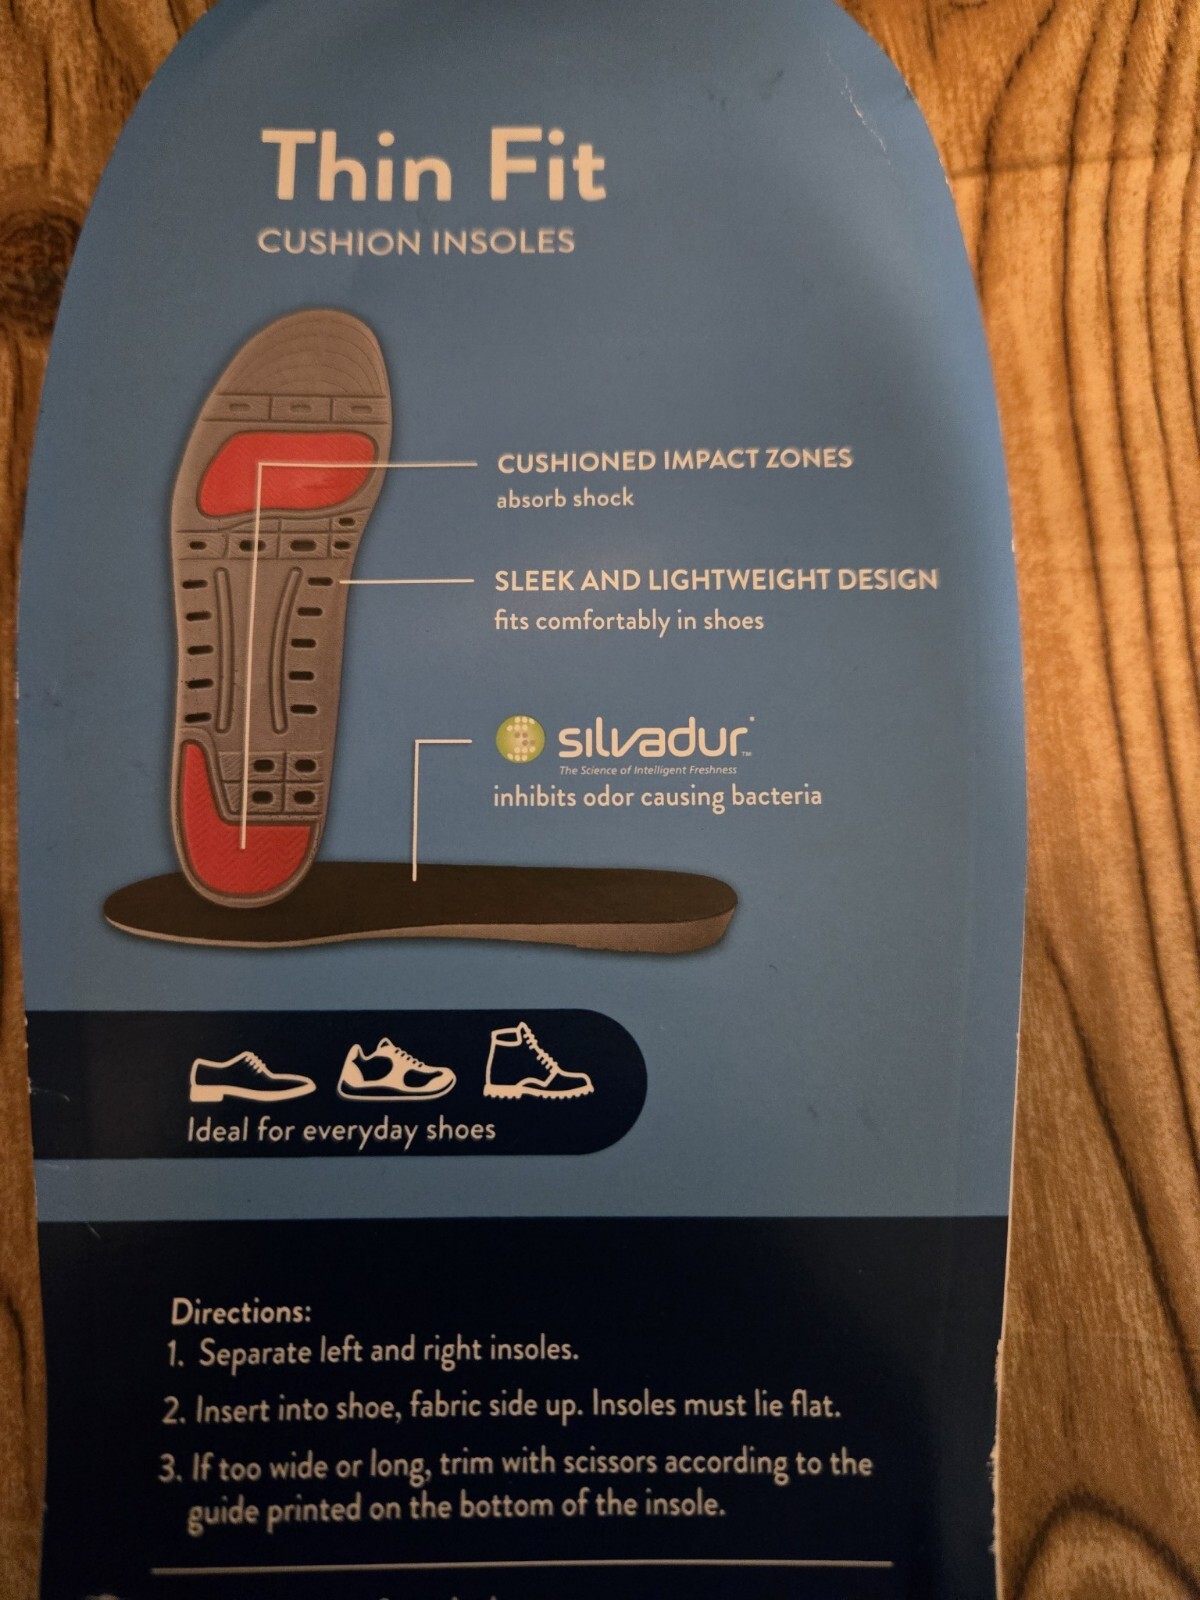 Thin Fit
CUSHION INSOLES
CUSHIONED IMPACT ZONES
absorb shock
SLEEK AND LIGHTWEIGHT DESIGN
fits comfortably in shoes
silvadur™
The Science of Intelligent Freshness
inhibits odor causing bacteria
Ideal for everyday shoes
Directions:
1. Separate left and right insoles.
2. Insert into shoe, fabric side up. Insoles must lie flat.
3. If too wide or long, trim with scissors according to the
guide printed on the bottom of the insole.